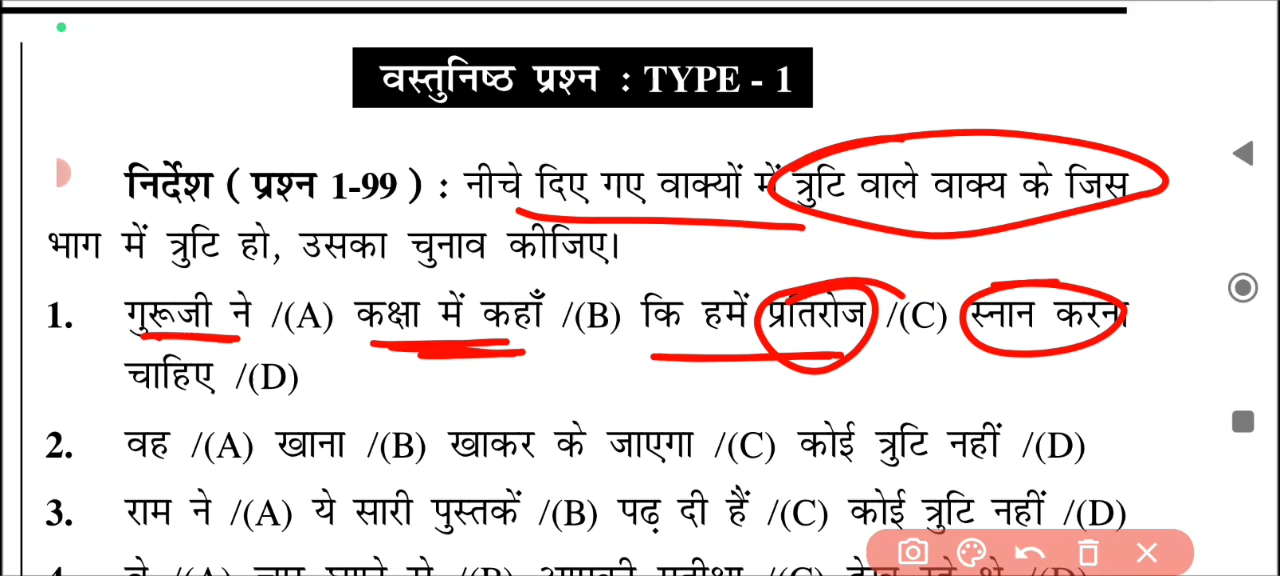 वस्तुनिष्ठ प्रश्न : TYPE - 1
निर्देश ( प्रश्न 1-99 ) : नीचे दिए गए वाक्यों में त्रुटि वाले वाक्य के जिस
भाग में त्रुटि हो, उसका चुनाव कीजिए।
1. गुरूजी ने /(A) कक्षा में कहाँ /(B) कि हमें प्रतिरोज /(C) स्नान करना
चाहिए /(D)
2. वह /(A) खाना /(B) खाकर के जाएगा /(C) कोई त्रुटि नहीं /(D)
3. राम ने /(A) ये सारी पुस्तकें /(B) पढ़ दी हैं /(C) कोई त्रुटि नहीं /(D)